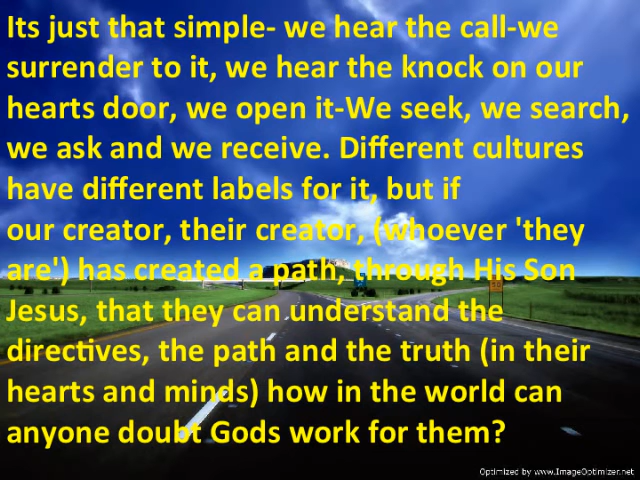 Its just that simple- we hear the call-we
surrender to it, we hear the knock on our
hearts door, we open it-We seek, we search,
we ask and we receive. Different cultures
have different labels for it, but if
our creator, their creator, (whoever 'they
are') has created a path, through His Son
Jesus, that they can understand the
directives, the path and the truth (in their
hearts and minds) how in the world can
anyone doubt Gods work for them?
Optimized by www.ImageOptimizer.net